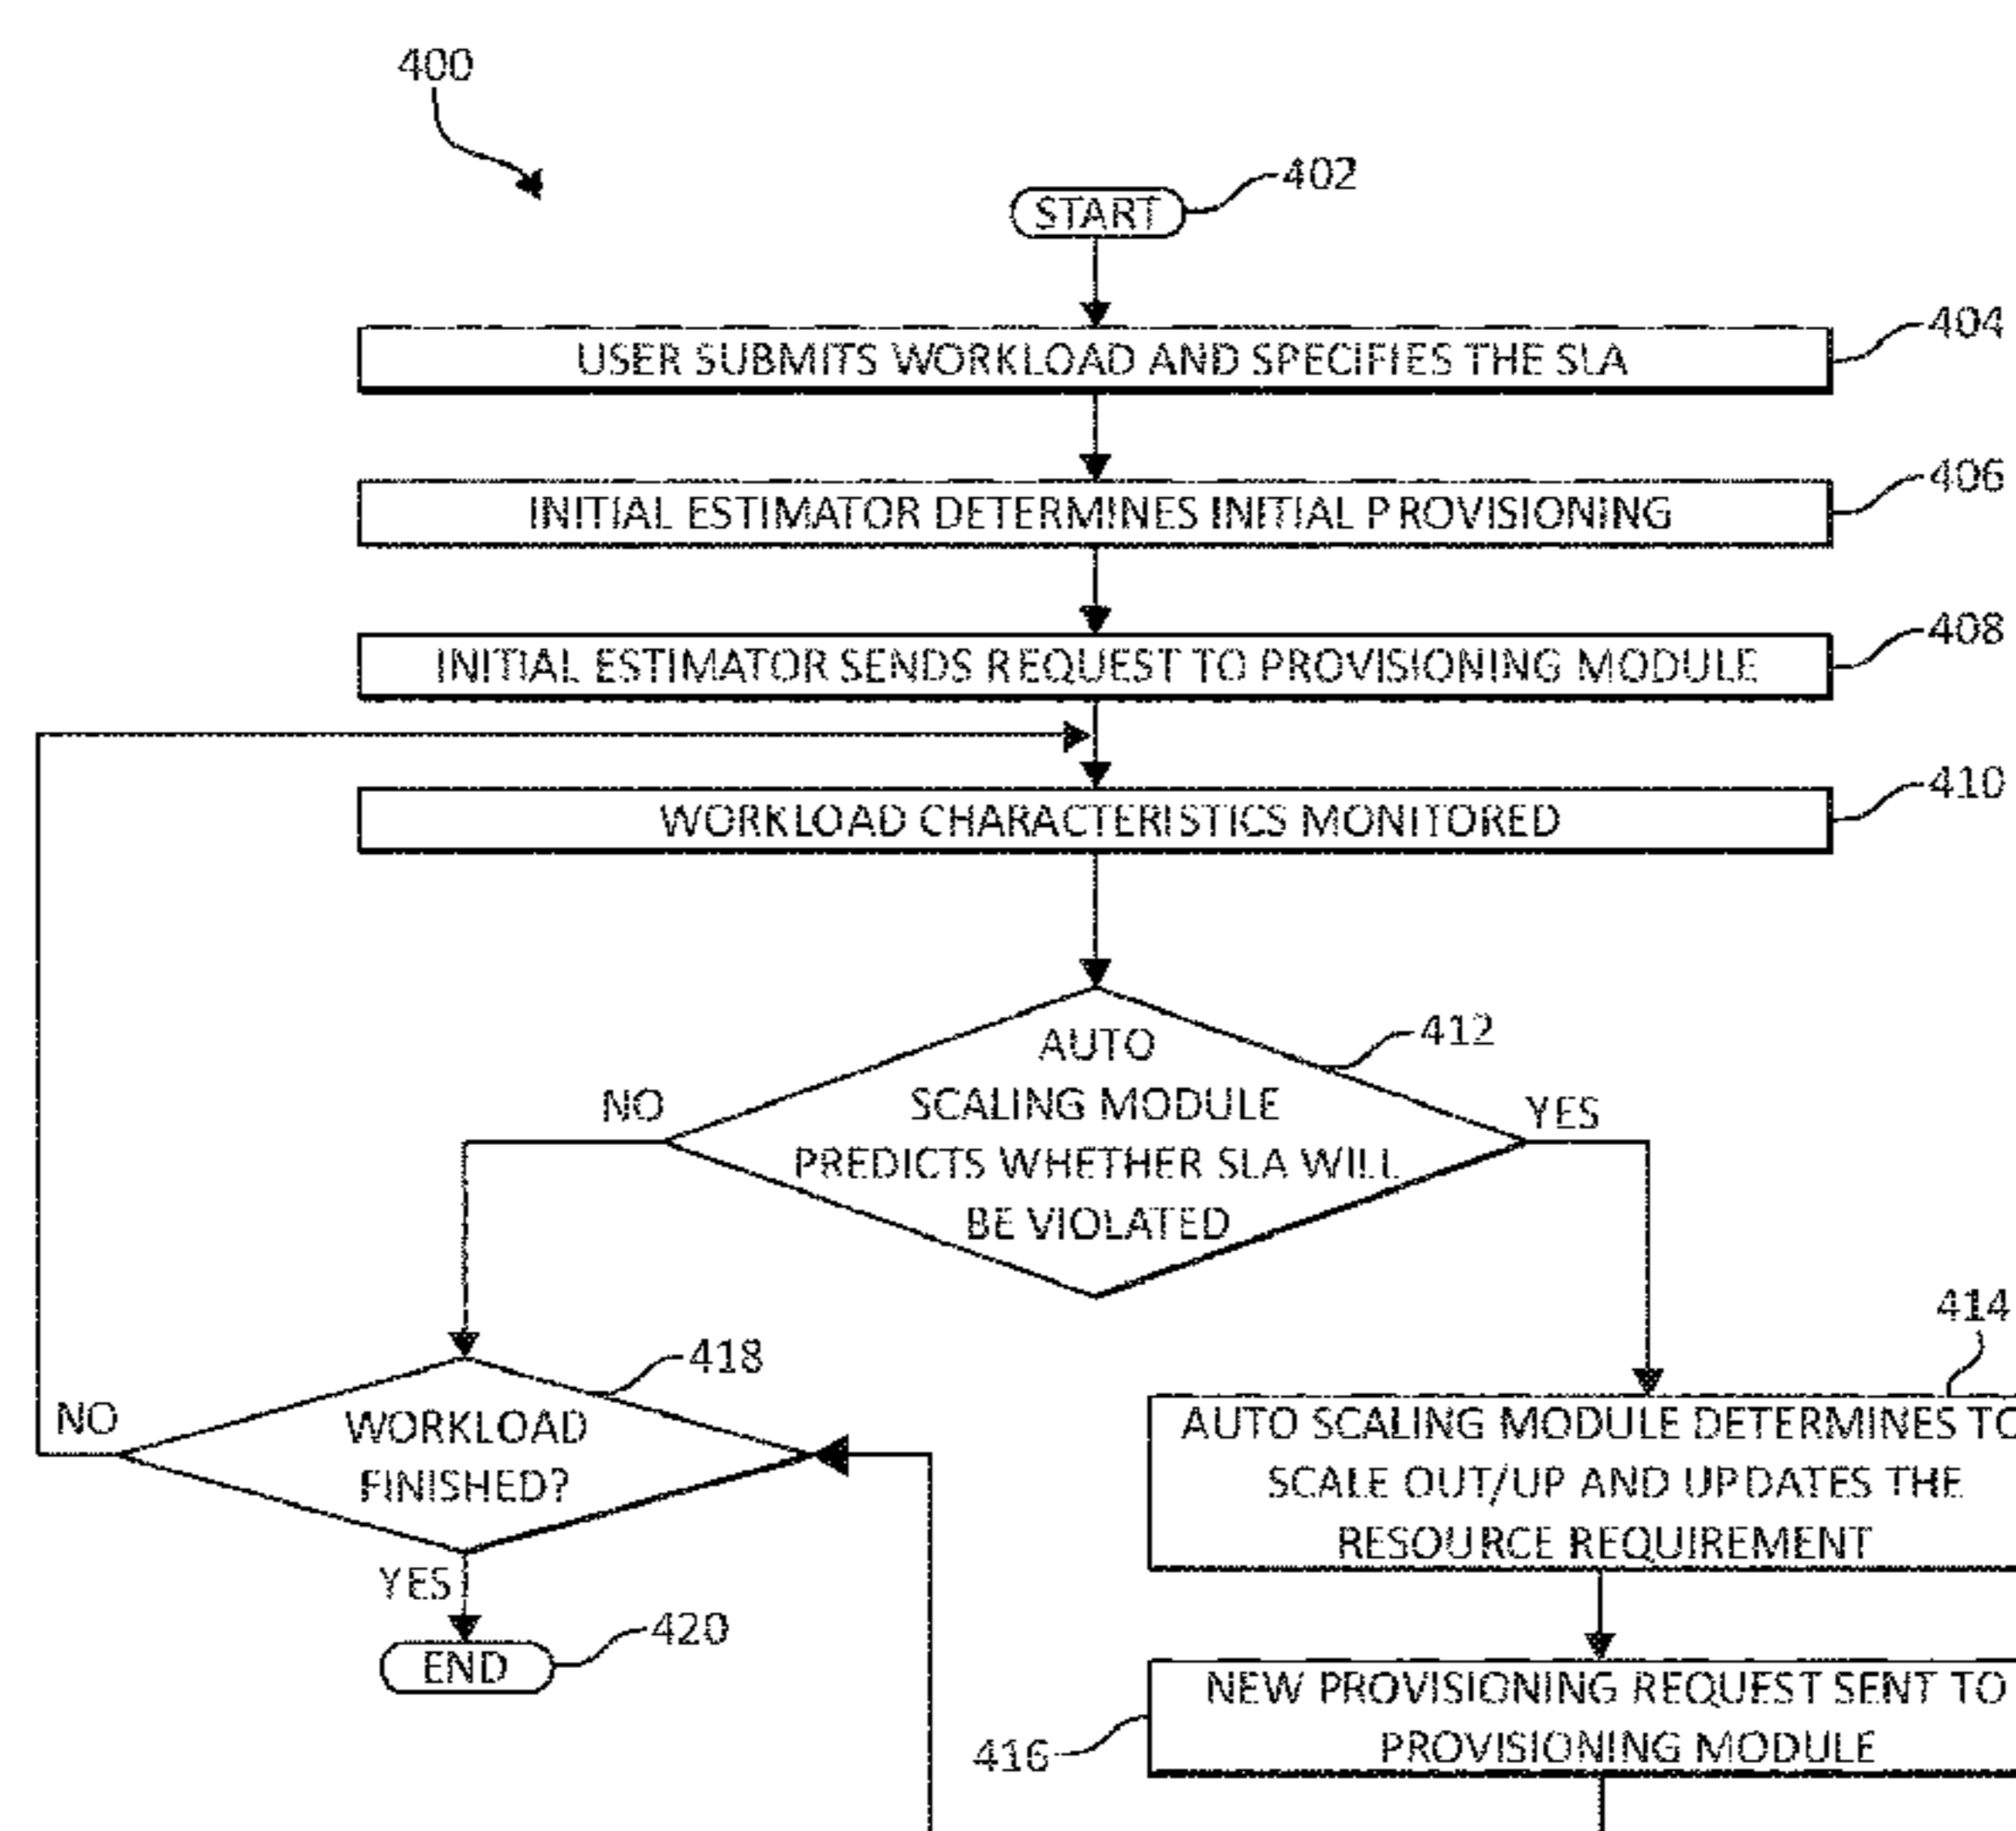 400
START
402
USER SUBMITS WORKLOAD AND SPECIFIES THE SLA
404
INITIAL ESTIMATOR DETERMINES INITIAL PROVISIONING
406
INITIAL ESTIMATOR SENDS REQUEST TO PROVISIONING MODULE
408
WORKLOAD CHARACTERISTICS MONITORED
410
AUTO
SCALING MODULE
PREDICTS WHETHER SLA WILL
BE VIOLATED
412
NO
YES
414
AUTO SCALING MODULE DETERMINES TO
SCALE OUT/UP AND UPDATES THE
RESOURCE REQUIREMENT
418
NO
WORKLOAD
FINISHED?
YES
END
420
NEW PROVISIONING REQUEST SENT TO
PROVISIONING MODULE
416